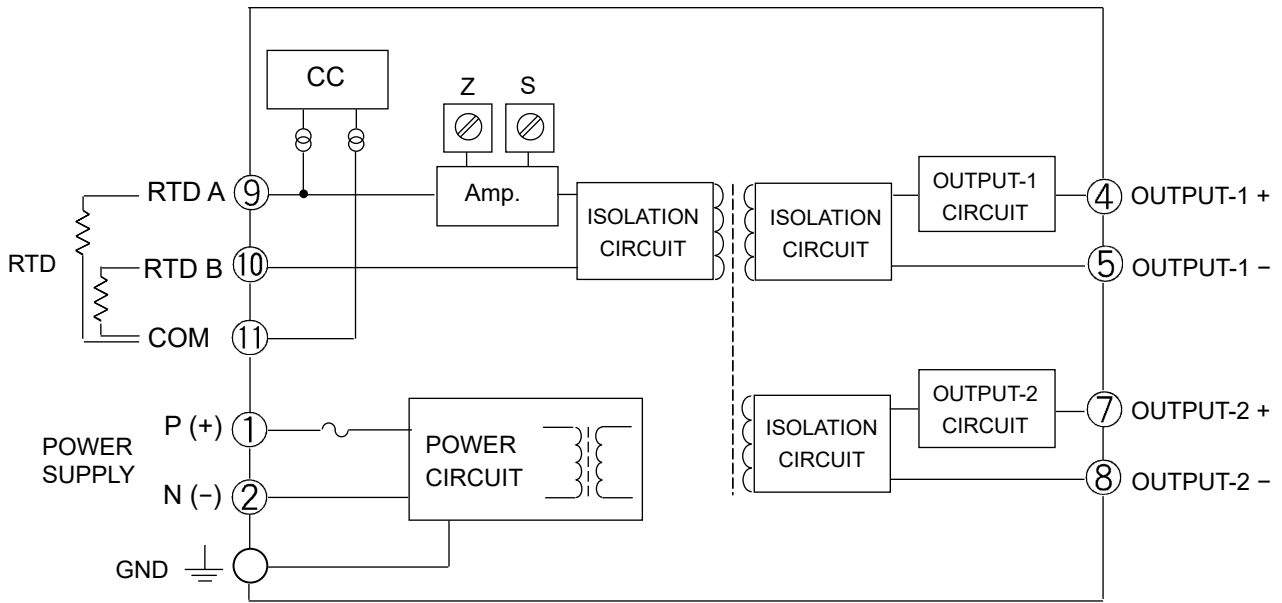 CC
Z
S
RTD A
9
Amp.
ISOLATION
CIRCUIT
ISOLATION
CIRCUIT
OUTPUT-1
CIRCUIT
4
OUTPUT-1 +
RTD
RTD B
10
5
OUTPUT-1 −
COM
11
POWER
SUPPLY
P (+)
1
POWER
CIRCUIT
ISOLATION
CIRCUIT
OUTPUT-2
CIRCUIT
7
OUTPUT-2 +
N (−)
2
8
OUTPUT-2 −
GND